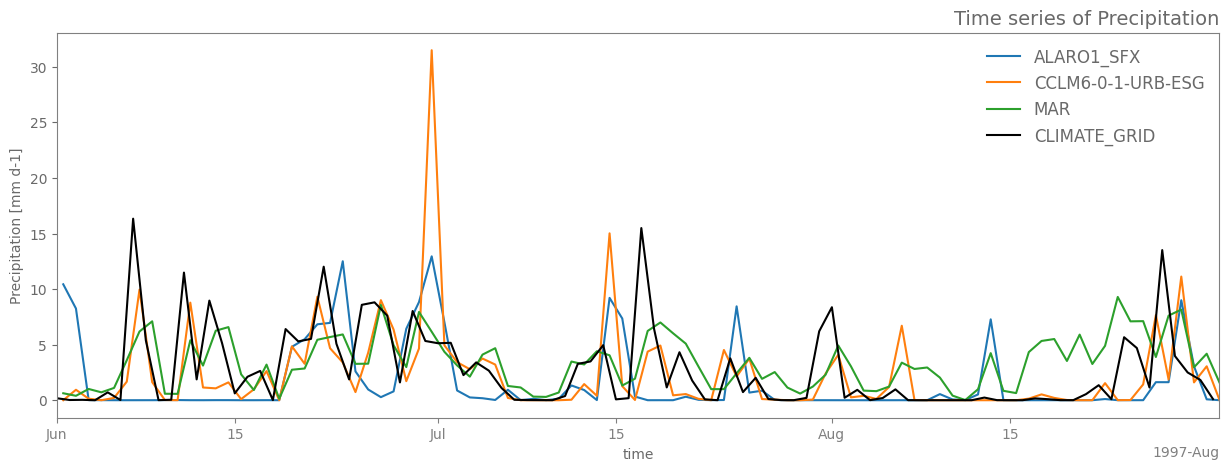 Time series of Precipitation
ALARO1_SFX
CCLM6-0-1-URB-ESG
MAR
CLIMATE_GRID
Precipitation [mm d-1]
30
25
20
15
10
5
0
Jun 15 Jul 15 Aug 15
time
1997-Aug